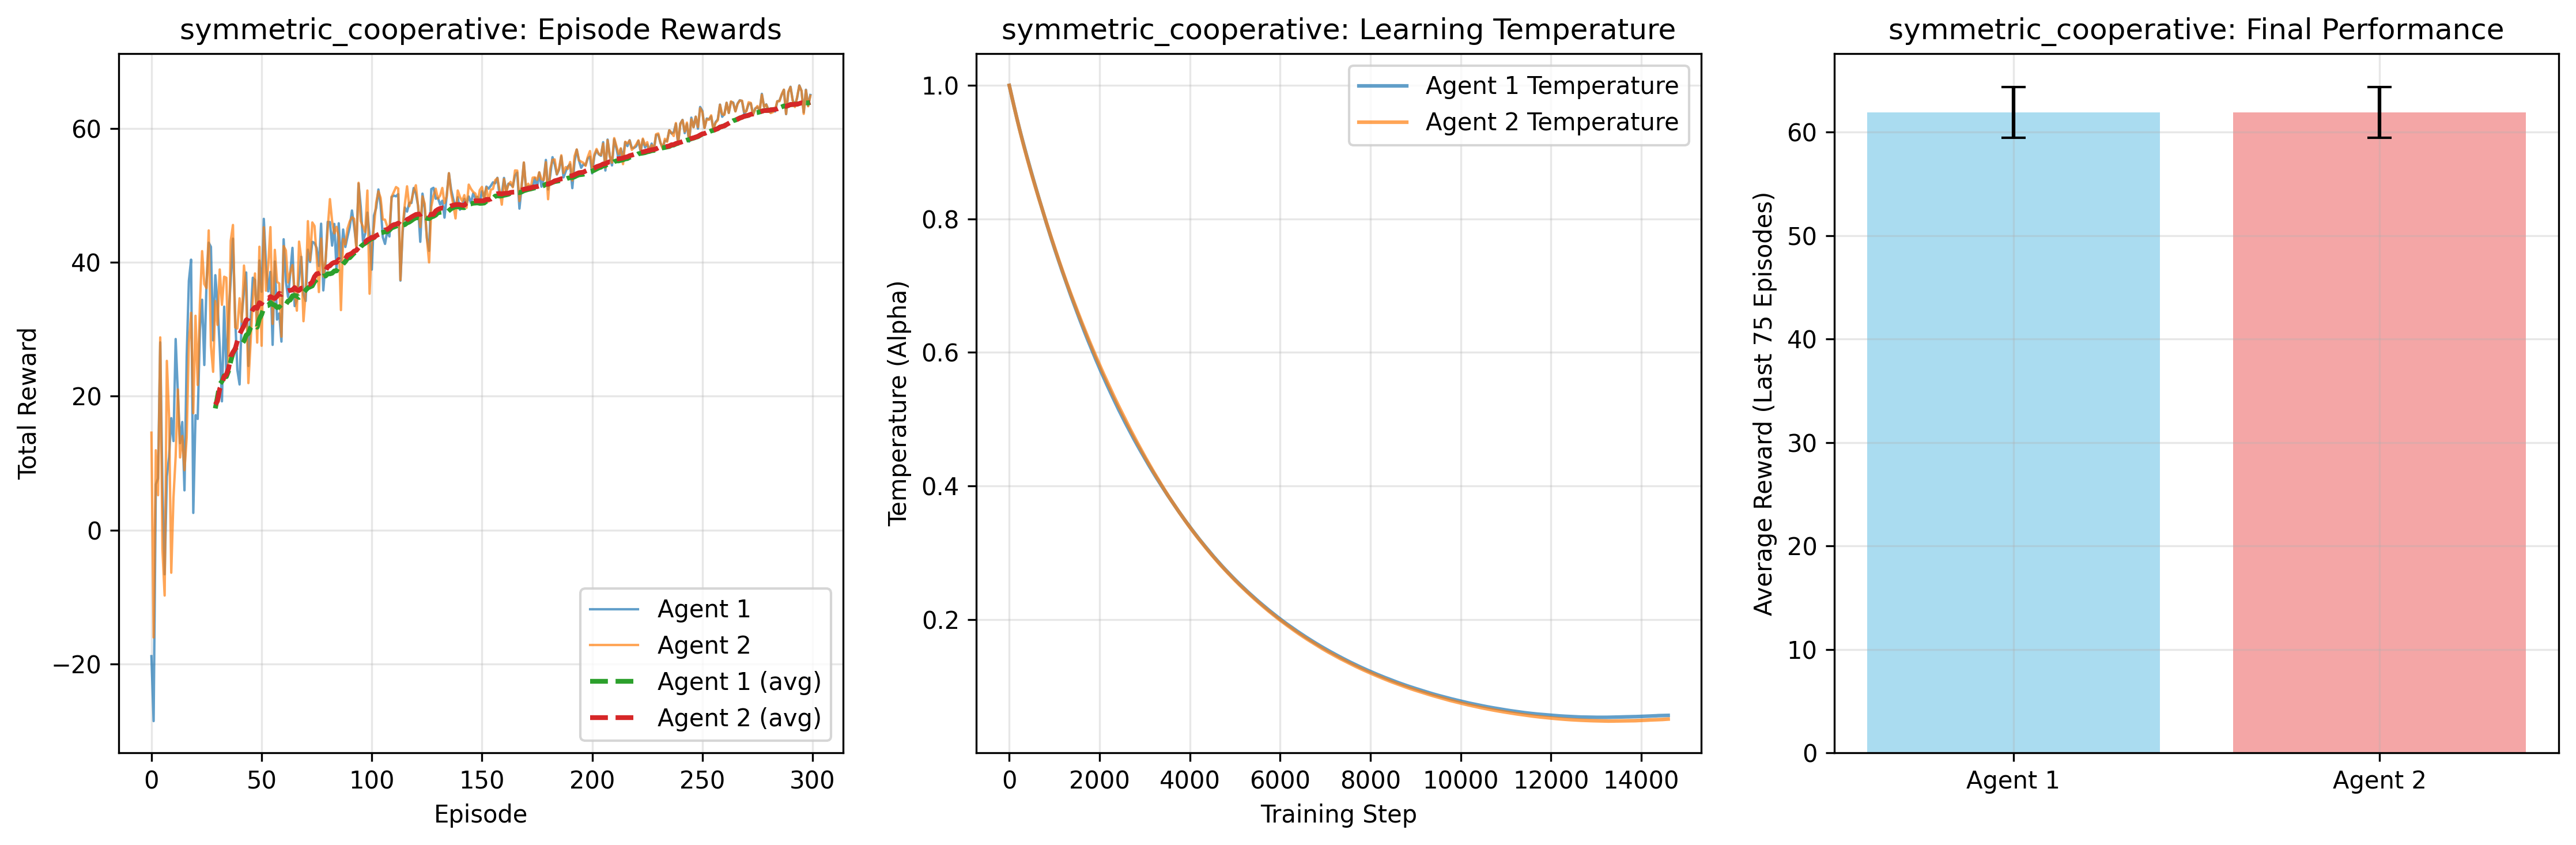 symmetric_cooperative: Episode Rewards
Total Reward
60
40
20
0
−20
0 50 100 150 200 250 300
Episode
Agent 1
Agent 2
Agent 1 (avg)
Agent 2 (avg)
symmetric_cooperative: Learning Temperature
Temperature (Alpha)
1.0
0.8
0.6
0.4
0.2
0 2000 4000 6000 8000 10000 12000 14000
Training Step
Agent 1 Temperature
Agent 2 Temperature
symmetric_cooperative: Final Performance
Average Reward (Last 75 Episodes)
60
50
40
30
20
10
0
Agent 1 Agent 2